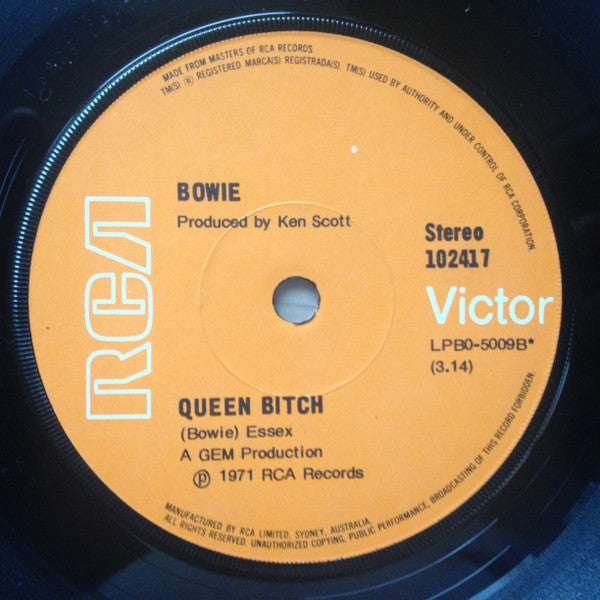 MADE FROM MASTERS OF RCA RECORDS
TM(S) ® REGISTERED MARCA(S) REGISTRADA(S). TM(S) USED BY AUTHORITY AND UNDER CONTROL OF RCA CORPORATION.
RCA
BOWIE
Produced by Ken Scott
Stereo
102417
Victor
LPBO-5009B*
(3.14)
QUEEN BITCH
(Bowie) Essex
A GEM Production
℗ 1971 RCA Records
MANUFACTURED BY RCA LIMITED, SYDNEY, AUSTRALIA.
ALL RIGHTS RESERVED. UNAUTHORIZED COPYING, PUBLIC PERFORMANCE, BROADCASTING OF THIS RECORD FORBIDDEN.